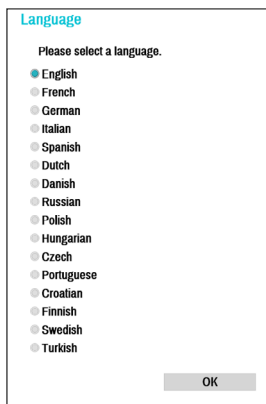 Language
Please select a language.
English
French
German
Italian
Spanish
Dutch
Danish
Russian
Polish
Hungarian
Czech
Portuguese
Croatian
Finnish
Swedish
Turkish
OK